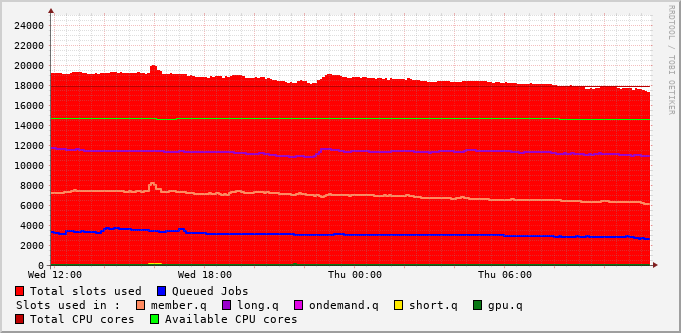 24000
22000
20000
18000
16000
14000
12000
10000
8000
6000
4000
2000
0
Wed 12:00 Wed 18:00 Thu 00:00 Thu 06:00
Total slots used Queued Jobs
Slots used in : member.q long.q ondemand.q short.q gpu.q
Total CPU cores Available CPU cores
RRDTOOL / TOBI OETIKER